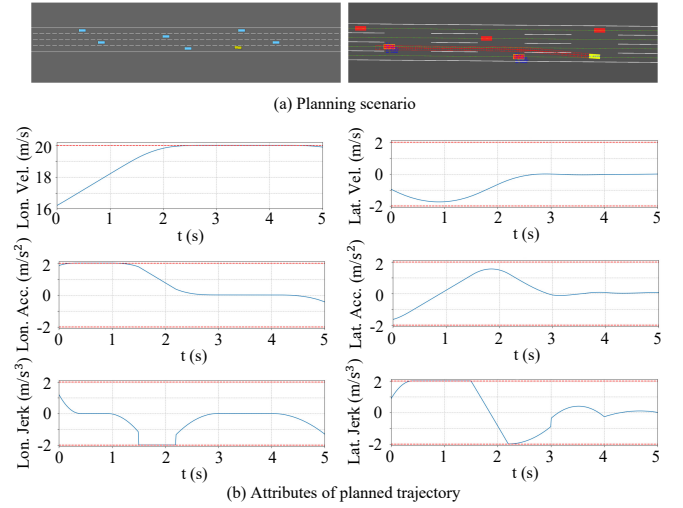 (a) Planning scenario
Lon. Vel. (m/s)
20
18
16
0 1 2 3 4 5
t (s)
Lat. Vel. (m/s)
2
0
-2
0 1 2 3 4 5
t (s)
Lon. Acc. (m/s²)
2
0
-2
0 1 2 3 4 5
t (s)
Lat. Acc. (m/s²)
2
0
-2
0 1 2 3 4 5
t (s)
Lon. Jerk (m/s³)
2
0
-2
0 1 2 3 4 5
t (s)
Lat. Jerk (m/s³)
2
0
-2
0 1 2 3 4 5
t (s)
(b) Attributes of planned trajectory